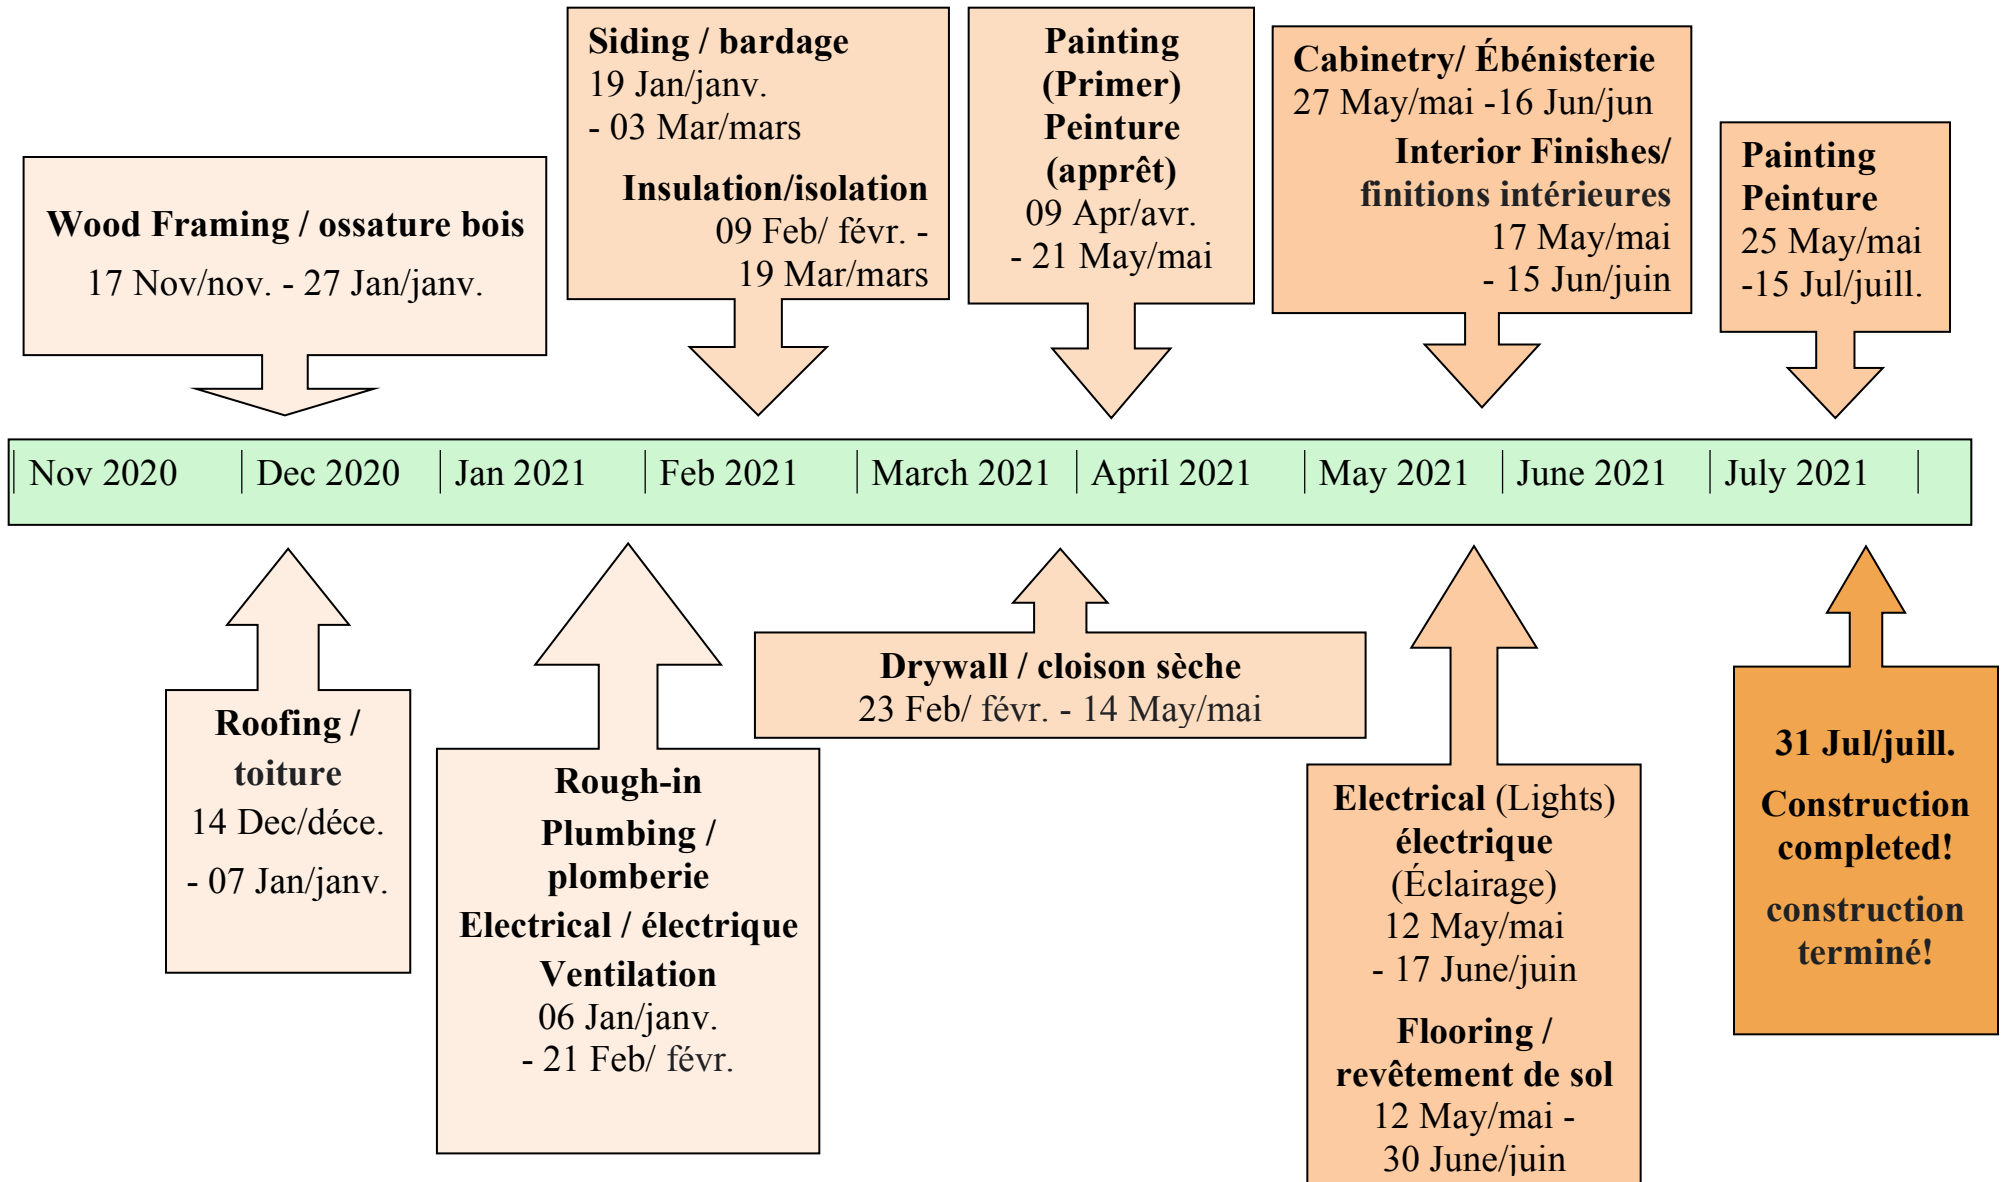 Wood Framing / ossature bois
17 Nov/nov. - 27 Jan/janv.
Siding / bardage
19 Jan/janv.
- 03 Mar/mars
Insulation/isolation
09 Feb/ févr. -
19 Mar/mars
Painting
(Primer)
Peinture
(apprêt)
09 Apr/avr.
- 21 May/mai
Cabinetry/ Ébénisterie
27 May/mai -16 Jun/jun
Interior Finishes/
finitions intérieures
17 May/mai
- 15 Jun/juin
Painting
Peinture
25 May/mai
-15 Jul/juill.
Nov 2020 Dec 2020 Jan 2021 Feb 2021 March 2021 April 2021 May 2021 June 2021 July 2021
Roofing /
toiture
14 Dec/déce.
- 07 Jan/janv.
Rough-in
Plumbing /
plomberie
Electrical / électrique
Ventilation
06 Jan/janv.
- 21 Feb/ févr.
Drywall / cloison sèche
23 Feb/ févr. - 14 May/mai
Electrical (Lights)
électrique
(Éclairage)
12 May/mai
- 17 June/juin
Flooring /
revêtement de sol
12 May/mai -
30 June/juin
31 Jul/juill.
Construction
completed!
construction
terminé!